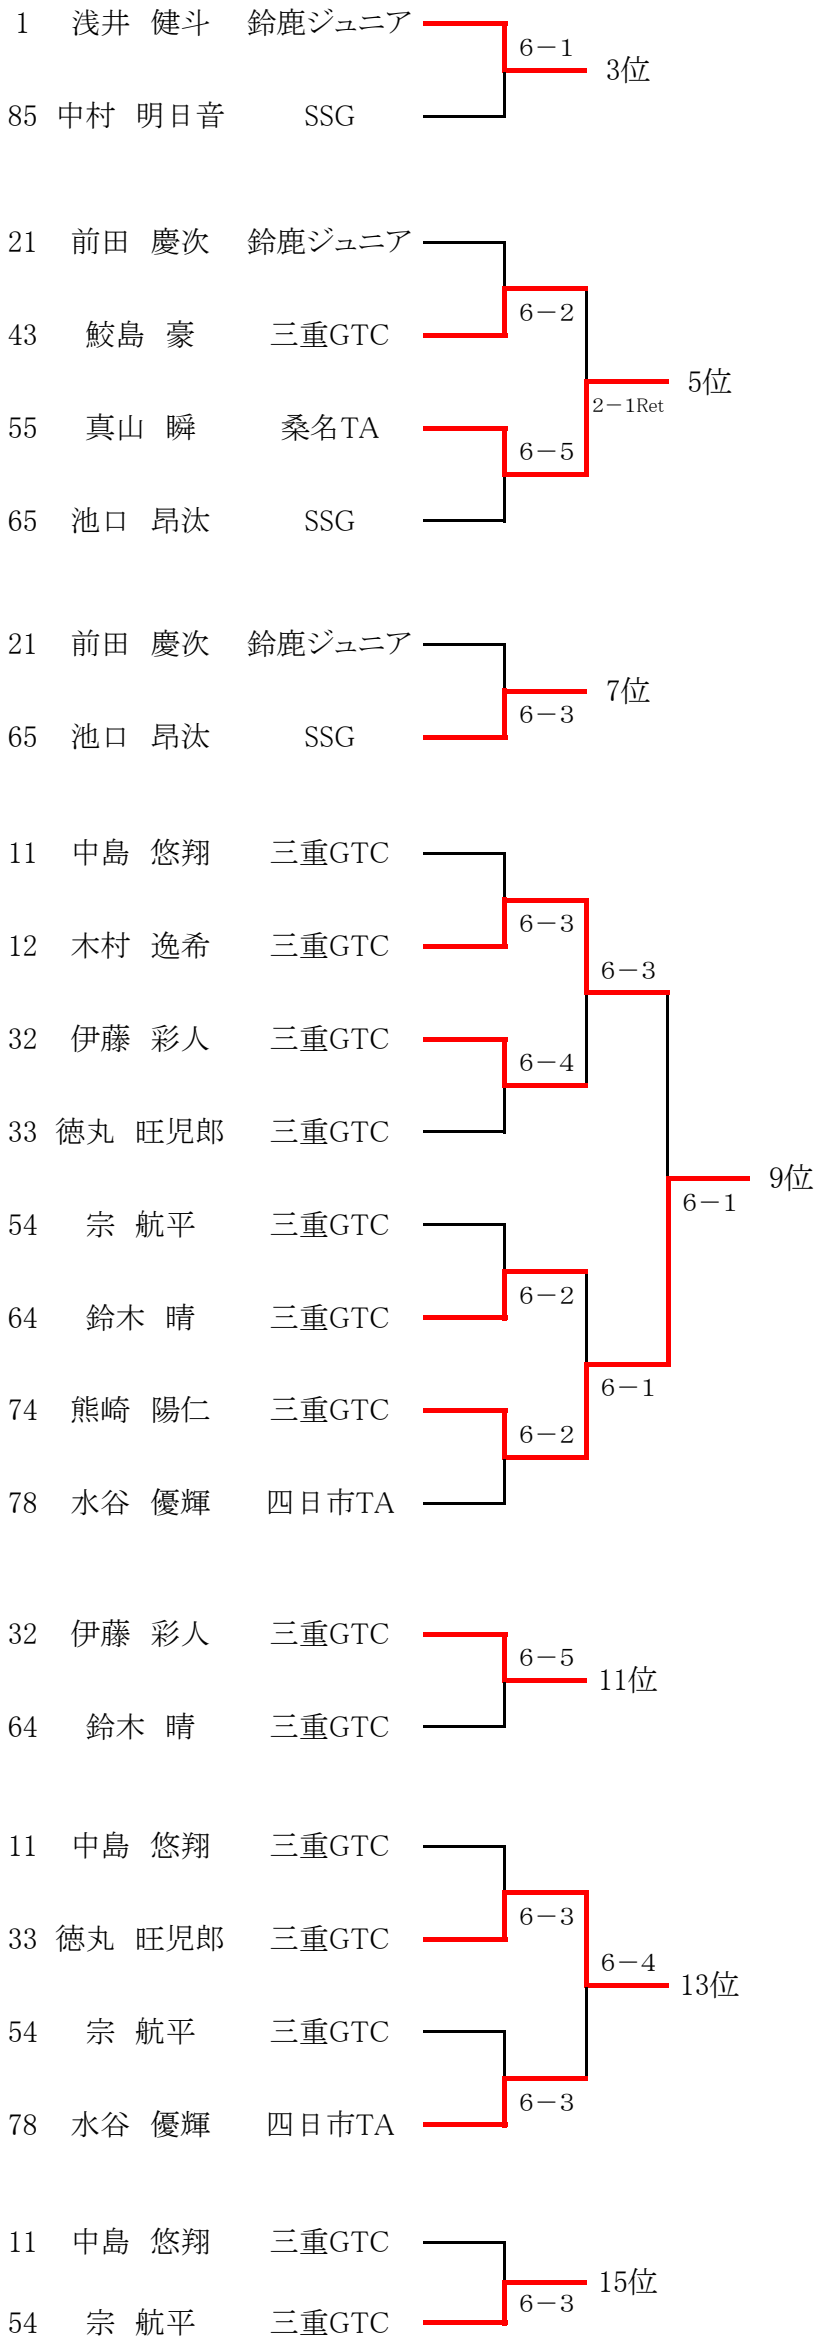 1 浅井 健斗 鈴鹿ジュニア
6－1
3位
85 中村 明日音 SSG
21 前田 慶次 鈴鹿ジュニア
6－2
43 鮫島 豪 三重GTC
5位
2－1Ret
55 真山 瞬 桑名TA
6－5
65 池口 昂汰 SSG
21 前田 慶次 鈴鹿ジュニア
7位
6－3
65 池口 昂汰 SSG
11 中島 悠翔 三重GTC
6－3
12 木村 逸希 三重GTC
6－3
32 伊藤 彩人 三重GTC
6－4
33 徳丸 旺児郎 三重GTC
9位
6－1
54 宗 航平 三重GTC
6－2
64 鈴木 晴 三重GTC
6－1
74 熊崎 陽仁 三重GTC
6－2
78 水谷 優輝 四日市TA
32 伊藤 彩人 三重GTC
6－5
11位
64 鈴木 晴 三重GTC
11 中島 悠翔 三重GTC
6－3
33 徳丸 旺児郎 三重GTC
6－4
13位
54 宗 航平 三重GTC
6－3
78 水谷 優輝 四日市TA
11 中島 悠翔 三重GTC
15位
6－3
54 宗 航平 三重GTC